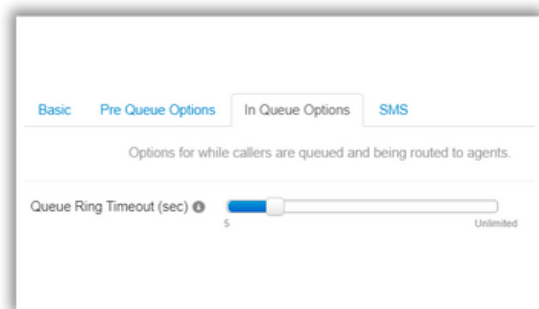 Basic Pre Queue Options In Queue Options SMS
Options for while callers are queued and being routed to agents.
Queue Ring Timeout (sec)
5 Unlimited